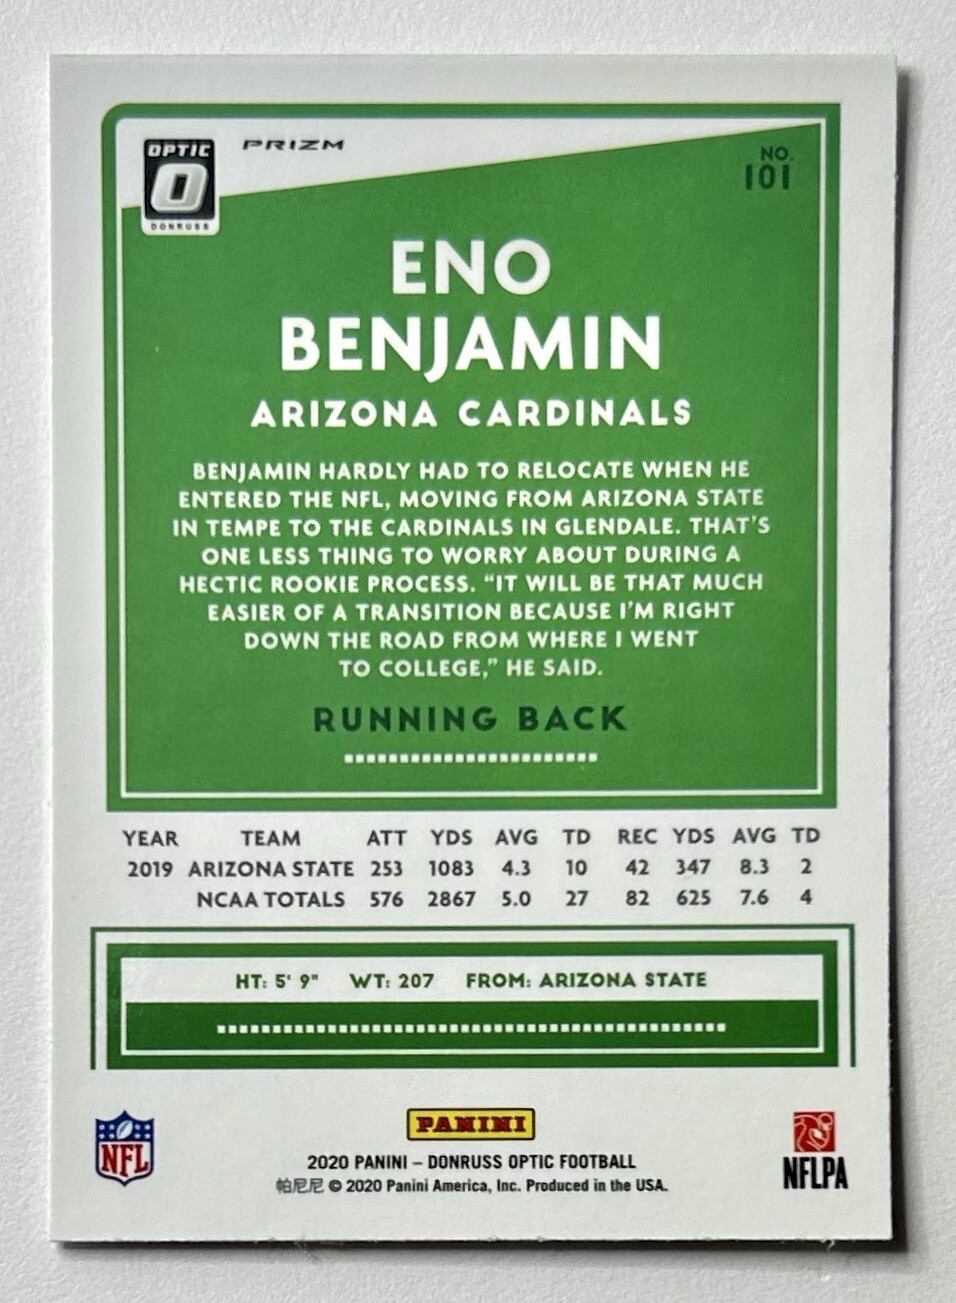 OPTIC
O
DONRUSS
PRIZM
NO.
101
ENO
BENJAMIN
ARIZONA CARDINALS
BENJAMIN HARDLY HAD TO RELOCATE WHEN HE
ENTERED THE NFL, MOVING FROM ARIZONA STATE
IN TEMPE TO THE CARDINALS IN GLENDALE. THAT'S
ONE LESS THING TO WORRY ABOUT DURING A
HECTIC ROOKIE PROCESS. "IT WILL BE THAT MUCH
EASIER OF A TRANSITION BECAUSE I'M RIGHT
DOWN THE ROAD FROM WHERE I WENT
TO COLLEGE," HE SAID.
RUNNING BACK
YEAR TEAM ATT YDS AVG TD REC YDS AVG TD
2019 ARIZONA STATE 253 1083 4.3 10 42 347 8.3 2
NCAA TOTALS 576 2867 5.0 27 82 625 7.6 4
HT: 5' 9" WT: 207 FROM: ARIZONA STATE
NFL
PANINI
2020 PANINI – DONRUSS OPTIC FOOTBALL
帕尼尼 © 2020 Panini America, Inc. Produced in the USA.
NFLPA